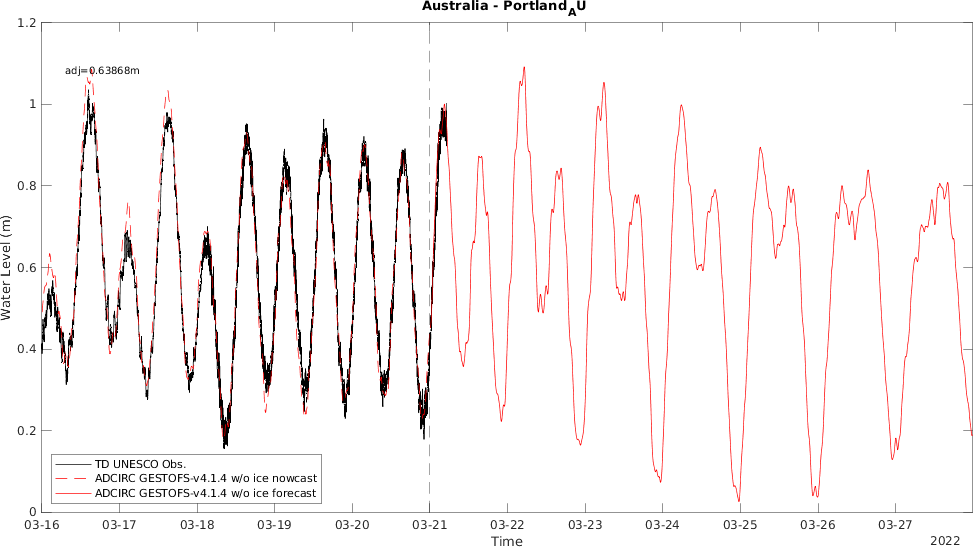 Australia - Portland_AU
adj=0.63868m
1.2
1
0.8
0.6
0.4
0.2
0
Water Level (m)
TD UNESCO Obs.
ADCIRC GESTOFS-v4.1.4 w/o ice nowcast
ADCIRC GESTOFS-v4.1.4 w/o ice forecast
03-16 03-17 03-18 03-19 03-20 03-21 03-22 03-23 03-24 03-25 03-26 03-27
Time
2022